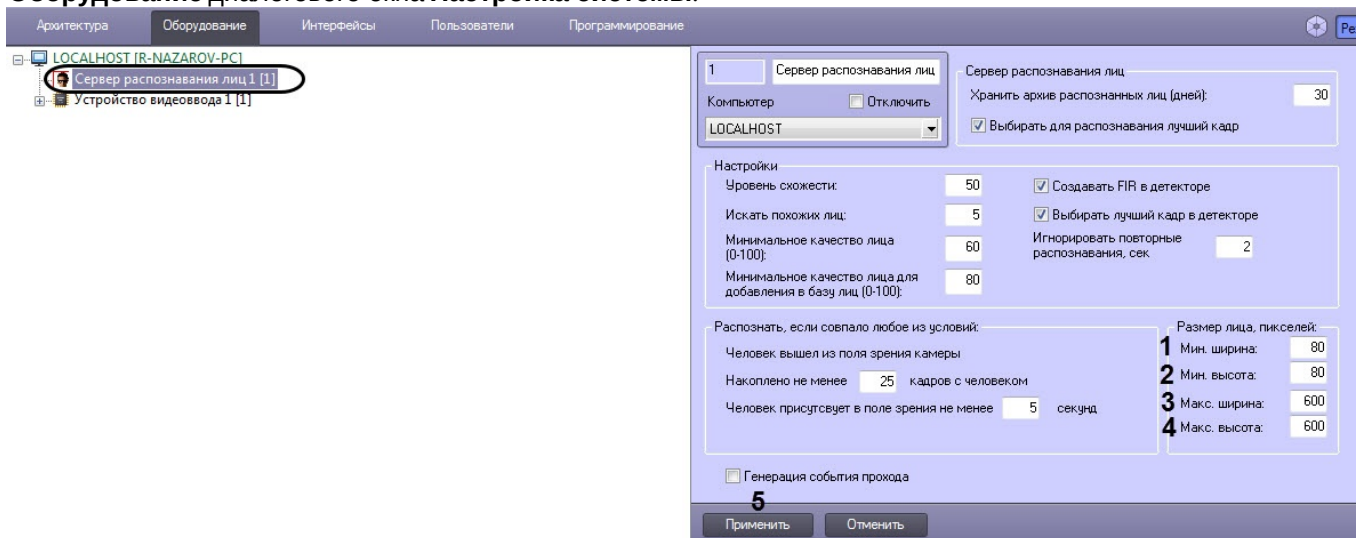 Оборудование диалогового окна Настройка системы.
Архитектура Оборудование Интерфейсы Пользователи Программирование
LOCALHOST [R-NAZAROV-PC]
Сервер распознавания лиц 1 [1]
Устройство видеоввода 1 [1]
1 Сервер распознавания лиц
Компьютер Отключить
LOCALHOST
Сервер распознавания лиц
Хранить архив распознанных лиц (дней): 30
Выбирать для распознавания лучший кадр
Настройки
Уровень схожести: 50
Создавать FIR в детекторе
Искать похожих лиц: 5
Выбирать лучший кадр в детекторе
Минимальное качество лица
(0-100): 60
Игнорировать повторные
распознавания, сек 2
Минимальное качество лица для
добавления в базу лиц (0-100): 80
Распознать, если совпало любое из условий:
Человек вышел из поля зрения камеры
Накоплено не менее 25 кадров с человеком
Человек присутсвует в поле зрения не менее 5 секунд
Размер лица, пикселей:
1 Мин. ширина: 80
2 Мин. высота: 80
3 Макс. ширина: 600
4 Макс. высота: 600
Генерация события прохода
5
Применить Отменить